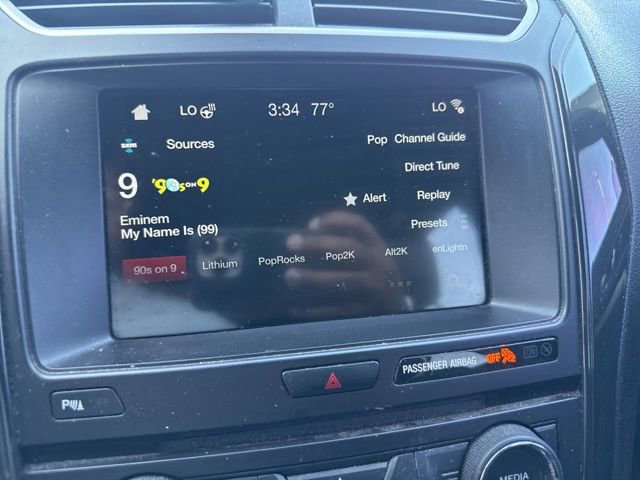 LO 3:34 77° LO
sxm Sources Pop Channel Guide
Direct Tune
9 '90s ON 9
Alert Replay
Eminem
My Name Is (99)
Presets
90s on 9 Lithium PopRocks Pop2K Alt2K enLightn
PASSENGER AIRBAG OFF ON
P
MEDIA